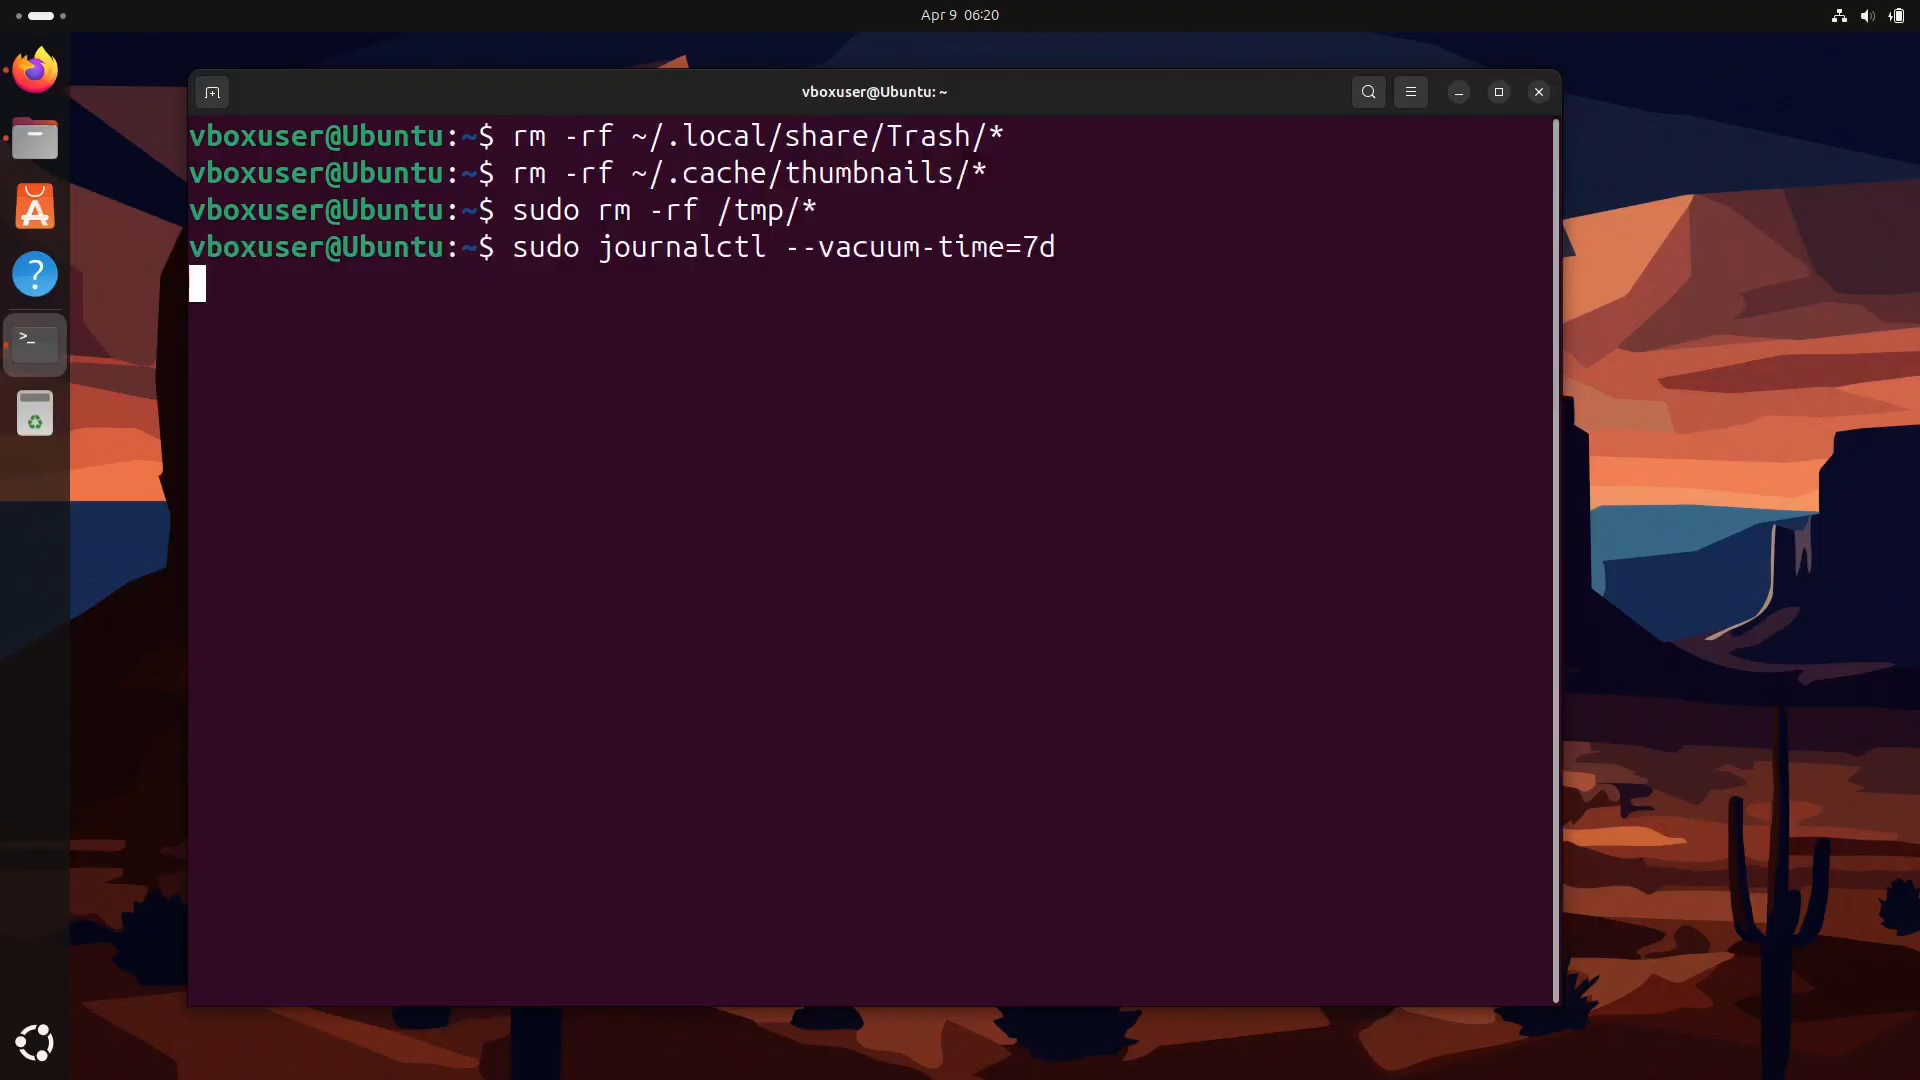 Apr 9 06:20
vboxuser@Ubuntu: ~
vboxuser@Ubuntu:~$ rm -rf ~/.local/share/Trash/*
vboxuser@Ubuntu:~$ rm -rf ~/.cache/thumbnails/*
vboxuser@Ubuntu:~$ sudo rm -rf /tmp/*
vboxuser@Ubuntu:~$ sudo journalctl --vacuum-time=7d